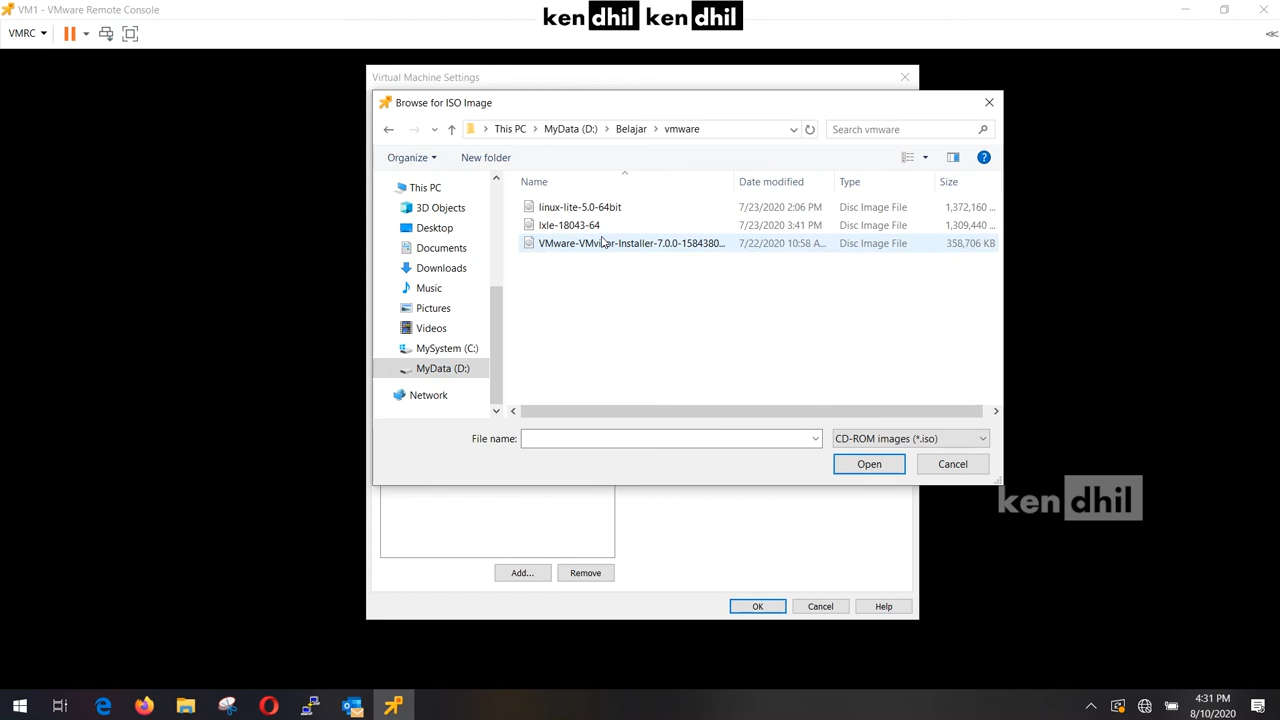 VM1 - VMware Remote Console
ken dhil ken dhil
VMRC
Virtual Machine Settings
Browse for ISO Image
This PC > MyData (D:) > Belajar > vmware
Search vmware
Organize
New folder
Name
Date modified
Type
Size
This PC
3D Objects
Desktop
Documents
Downloads
Music
Pictures
Videos
MySystem (C:)
MyData (D:)
Network
linux-lite-5.0-64bit 7/23/2020 2:06 PM Disc Image File 1,372,160 ...
lxle-18043-64 7/23/2020 3:41 PM Disc Image File 1,309,440 ...
VMware-VMvisor-Installer-7.0.0-1584380... 7/22/2020 10:58 A... Disc Image File 358,706 KB
File name:
CD-ROM images (*.iso)
Open
Cancel
ken dhil
Add...
Remove
OK
Cancel
Help
4:31 PM
8/10/2020